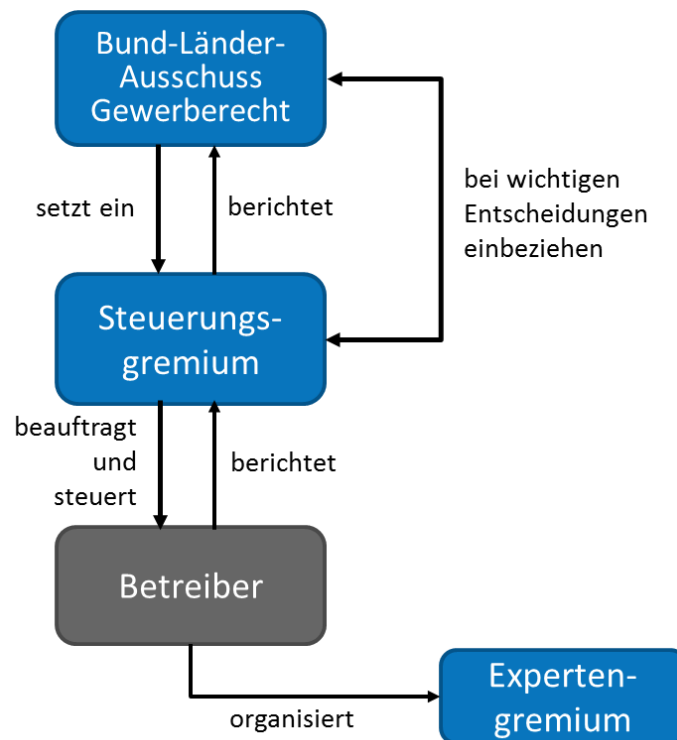 Bund-Länder-
Ausschuss
Gewerberecht
setzt ein
berichtet
bei wichtigen
Entscheidungen
einbeziehen
Steuerungs-
gremium
beauftragt
und
steuert
berichtet
Betreiber
organisiert
Experten-
gremium